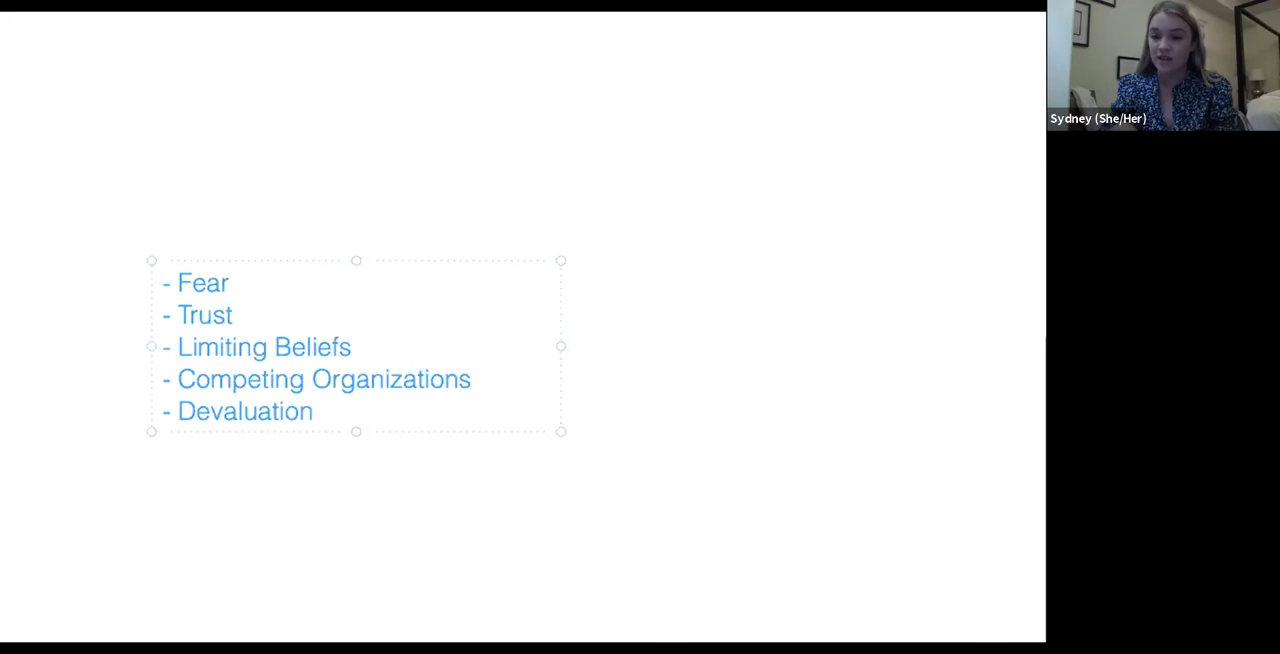 - Fear
- Trust
- Limiting Beliefs
- Competing Organizations
- Devaluation
Sydney (She/Her)